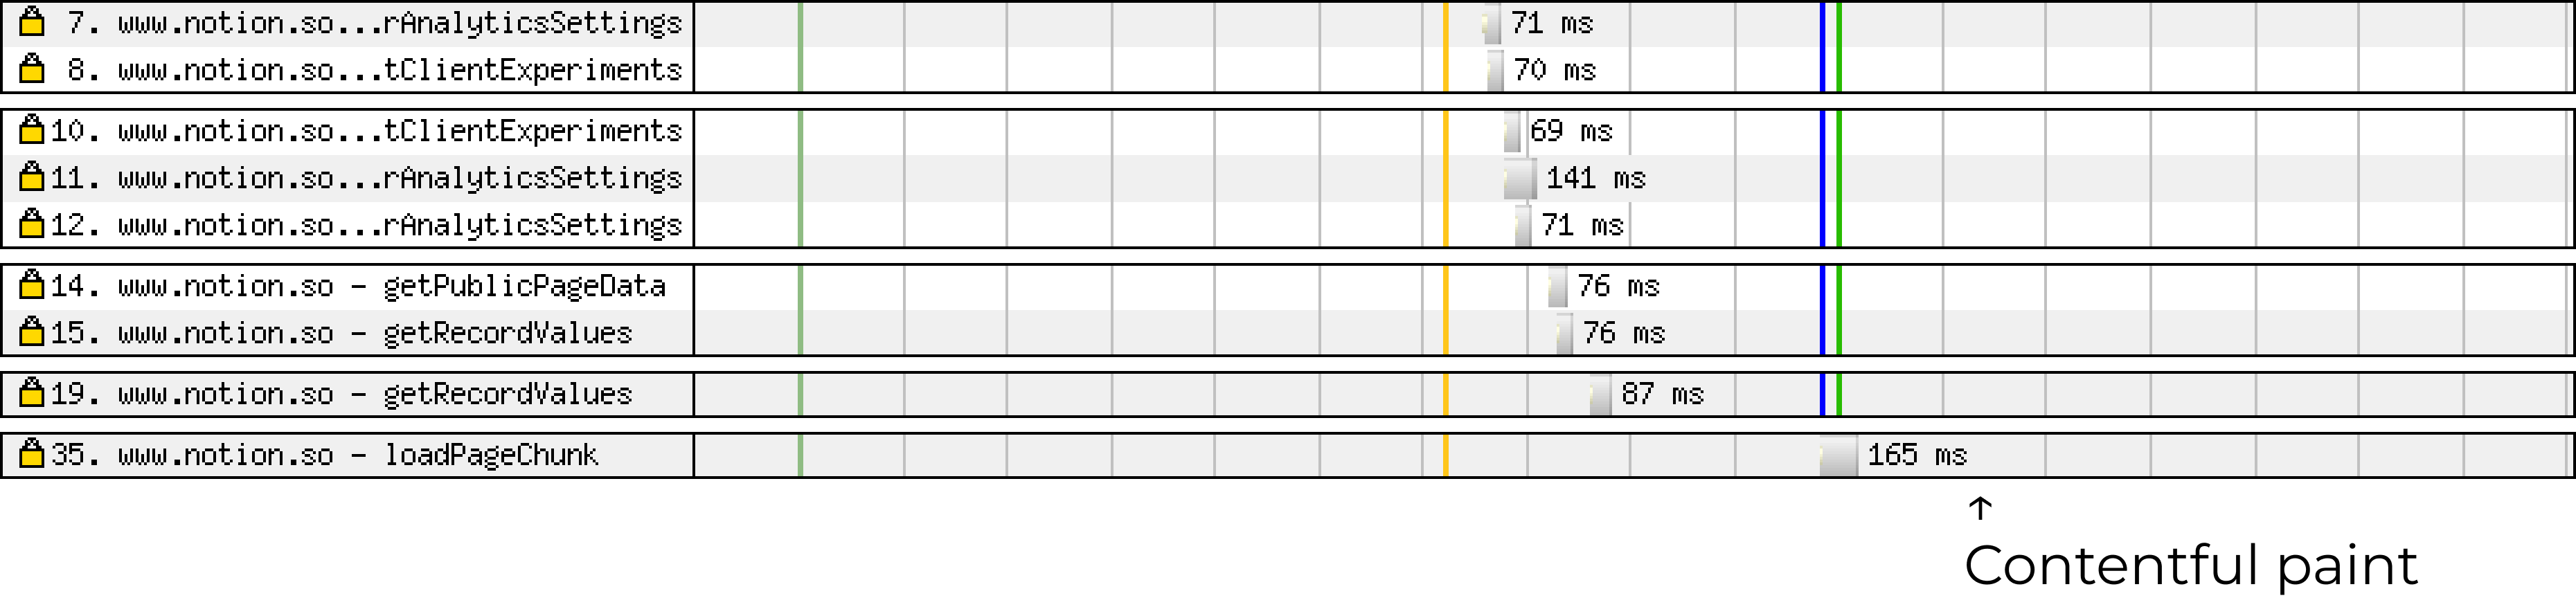 7. www.notion.so...rAnalyticsSettings 71 ms
8. www.notion.so...tClientExperiments 70 ms
10. www.notion.so...tClientExperiments 69 ms
11. www.notion.so...rAnalyticsSettings 141 ms
12. www.notion.so...rAnalyticsSettings 71 ms
14. www.notion.so - getPublicPageData 76 ms
15. www.notion.so - getRecordValues 76 ms
19. www.notion.so - getRecordValues 87 ms
35. www.notion.so - loadPageChunk 165 ms
↑
Contentful paint